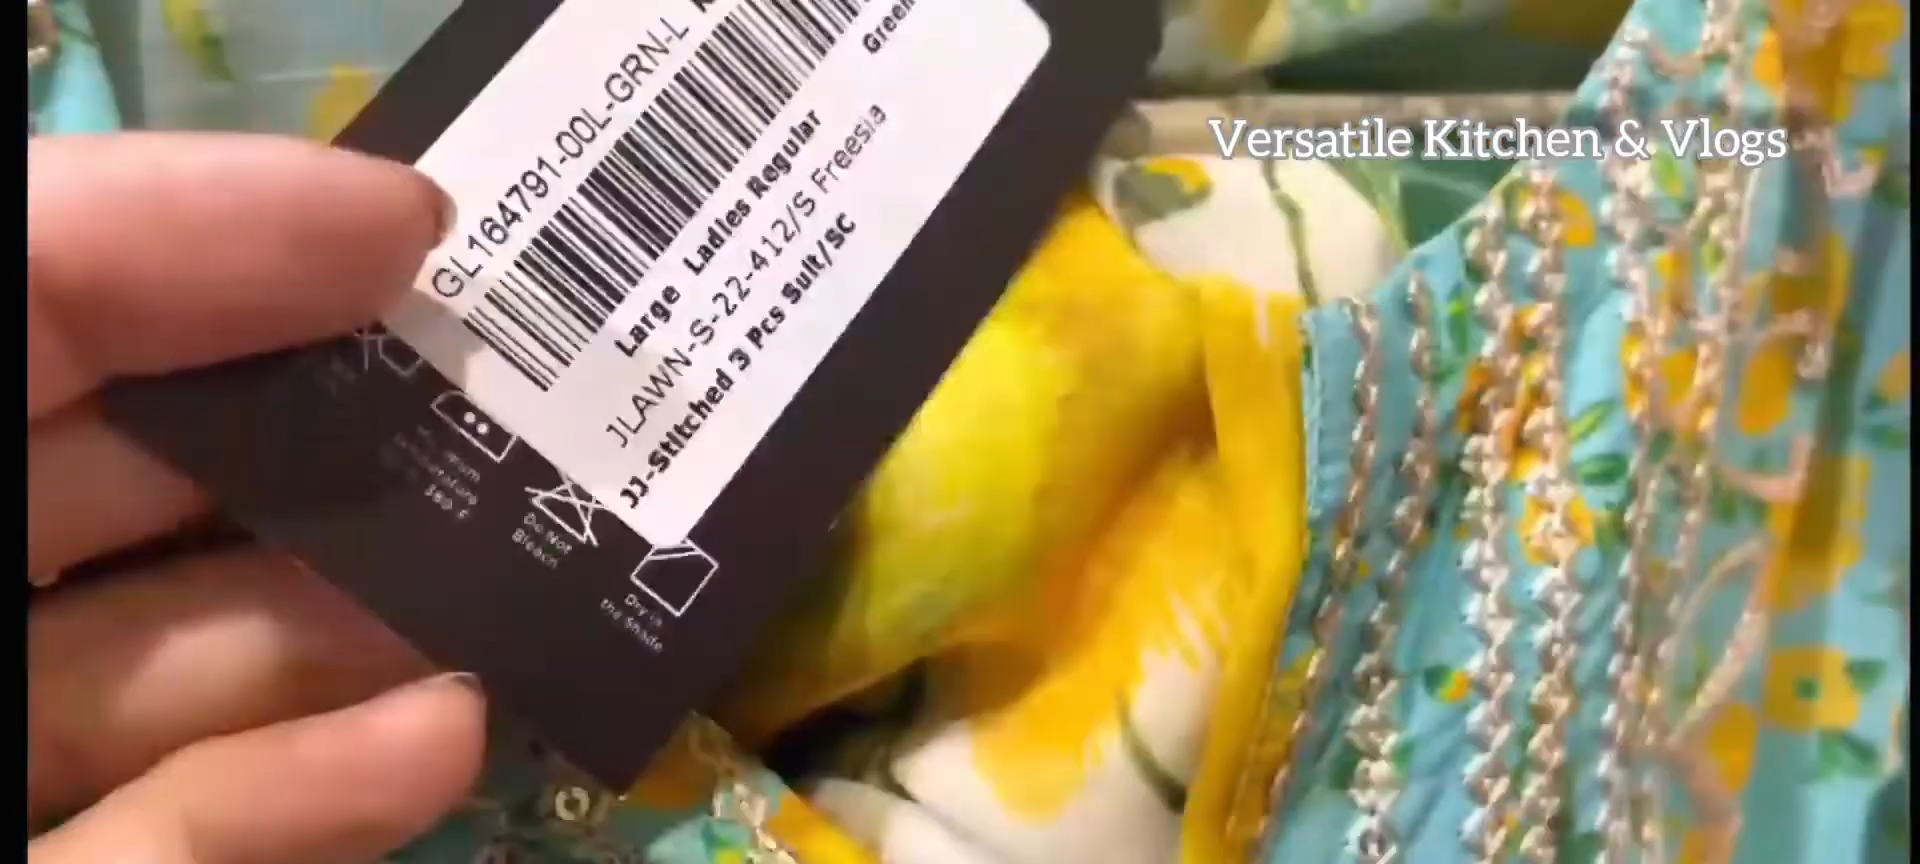 GL164791-00L-GRN-L
Green
Large Ladies Regular
JLAWN-S-22-412/S Freesia
JJ-Stitched 3 Pcs Suit/SC
380 F
Do Not
Bleach
Dry in
the Shade
Versatile Kitchen & Vlogs